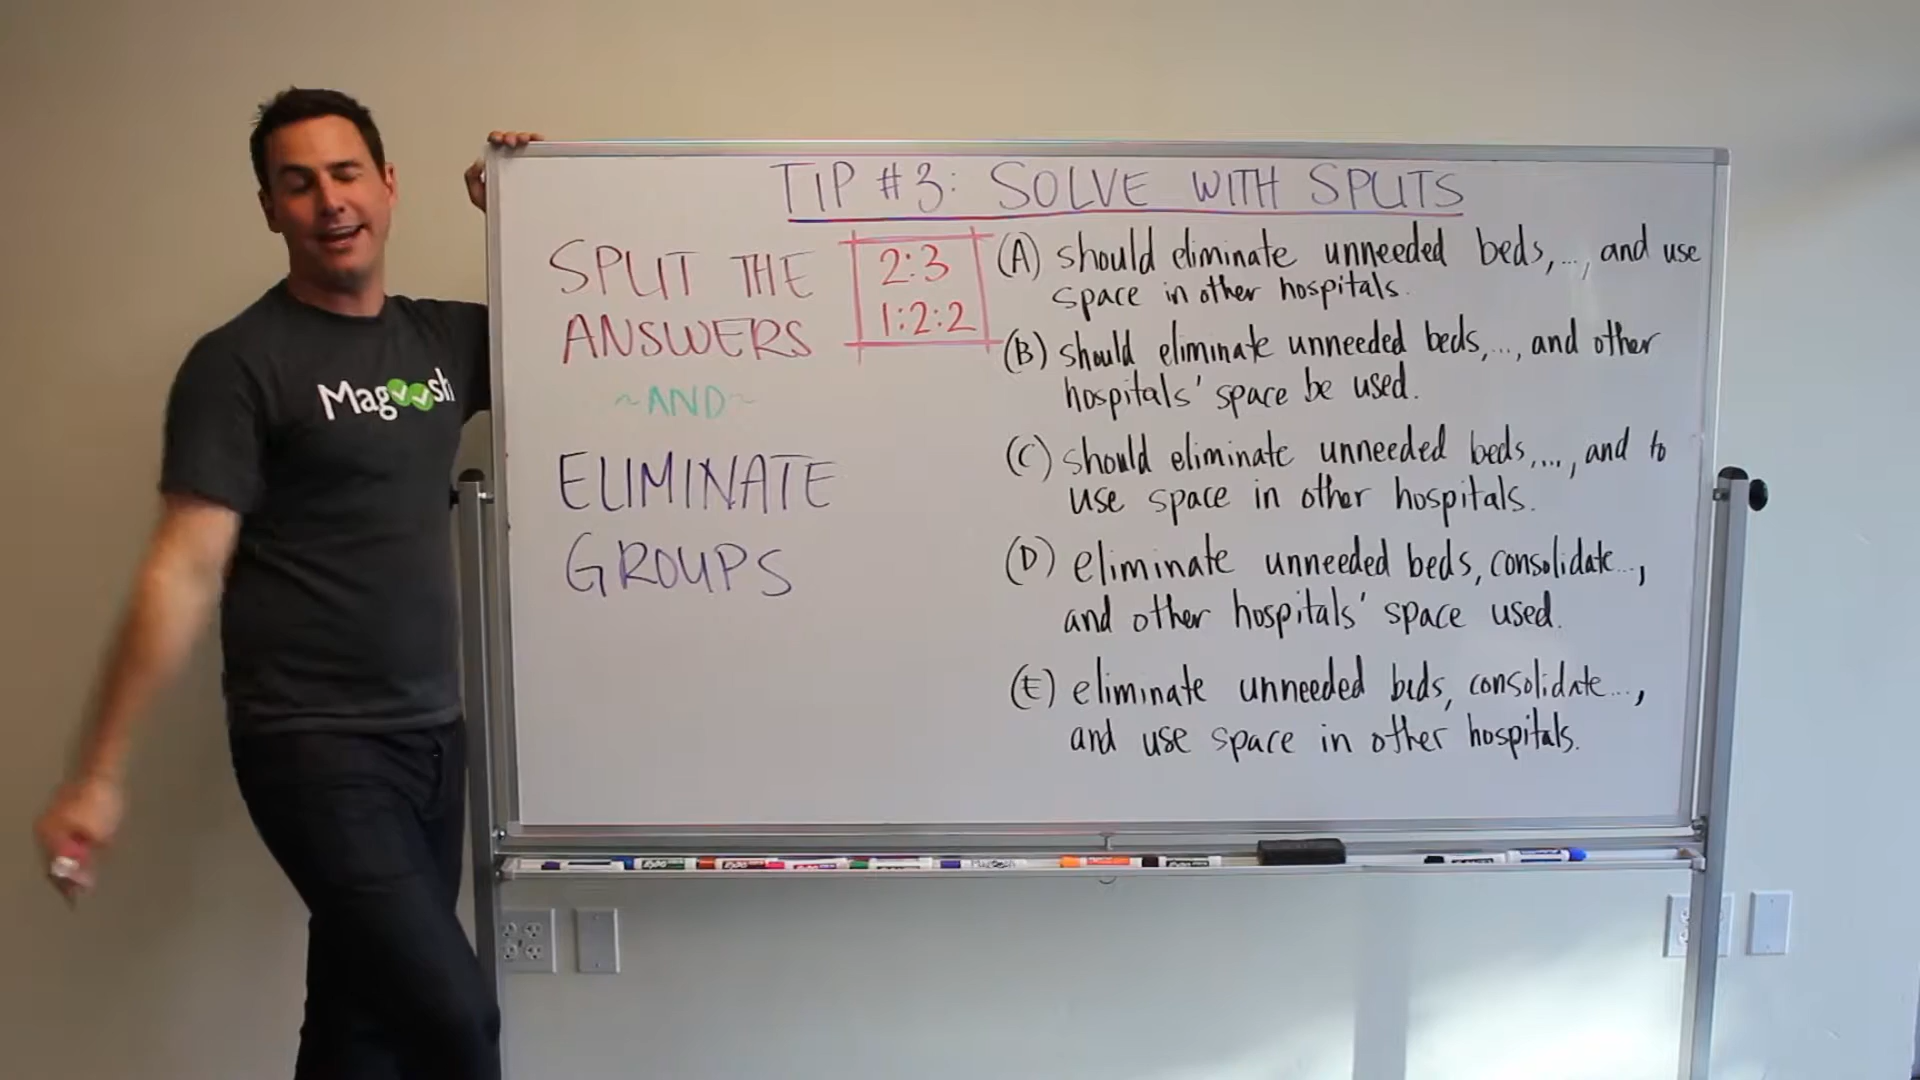 TIP #3: SOLVE WITH SPLITS
SPLIT THE
ANSWERS
~AND~
ELIMINATE
GROUPS
2:3
1:2:2
(A) should eliminate unneeded beds,..., and use
space in other hospitals.
(B) should eliminate unneeded beds,..., and other
hospitals' space be used.
(C) should eliminate unneeded beds,..., and to
use space in other hospitals.
(D) eliminate unneeded beds, consolidate...,
and other hospitals' space used.
(E) eliminate unneeded beds, consolidate...,
and use space in other hospitals.
Magoosh
EXPO
EXPO